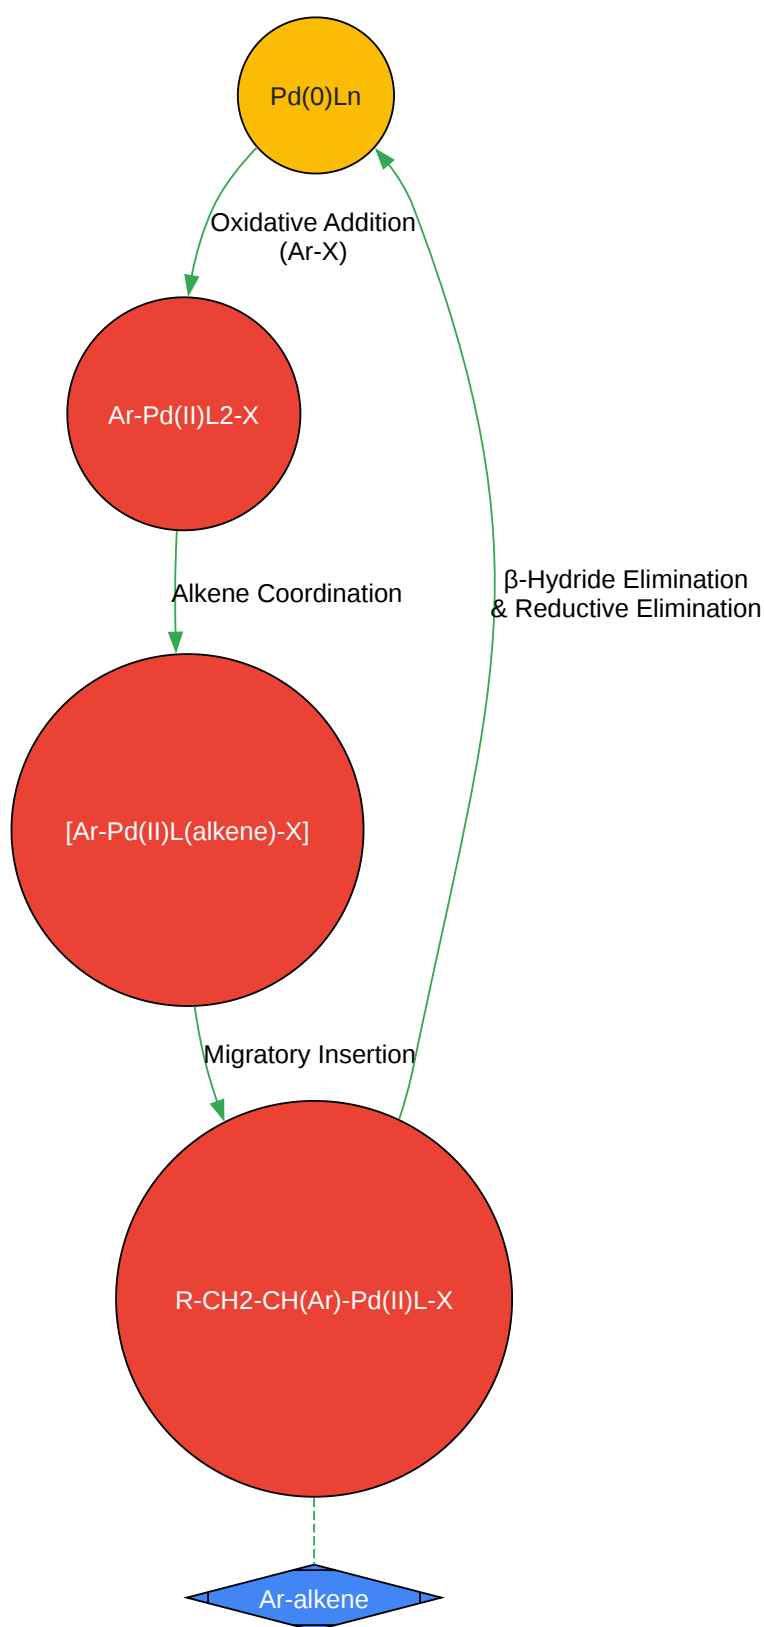 Pd(0)Ln
Oxidative Addition
(Ar-X)
Ar-Pd(II)L2-X
Alkene Coordination
β-Hydride Elimination
& Reductive Elimination
[Ar-Pd(II)L(alkene)-X]
Migratory Insertion
R-CH2-CH(Ar)-Pd(II)L-X
Ar-alkene